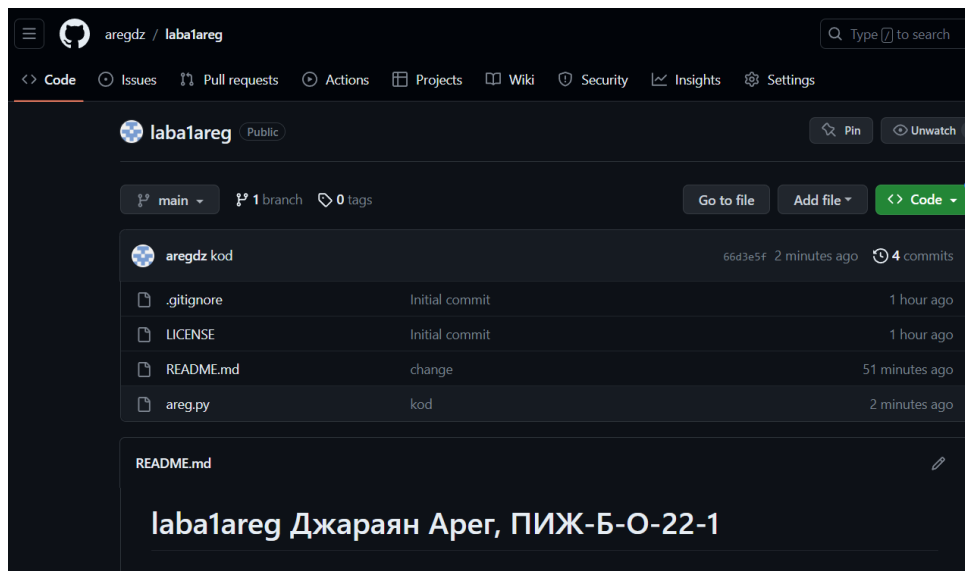 aregdz / laba1areg
Type / to search
Code Issues Pull requests Actions Projects Wiki Security Insights Settings
laba1areg Public
Pin Unwatch
main 1 branch 0 tags Go to file Add file Code
aregdz kod 66d3e5f 2 minutes ago 4 commits
.gitignore Initial commit 1 hour ago
LICENSE Initial commit 1 hour ago
README.md change 51 minutes ago
areg.py kod 2 minutes ago
README.md
laba1areg Джараян Арег, ПИЖ-Б-О-22-1